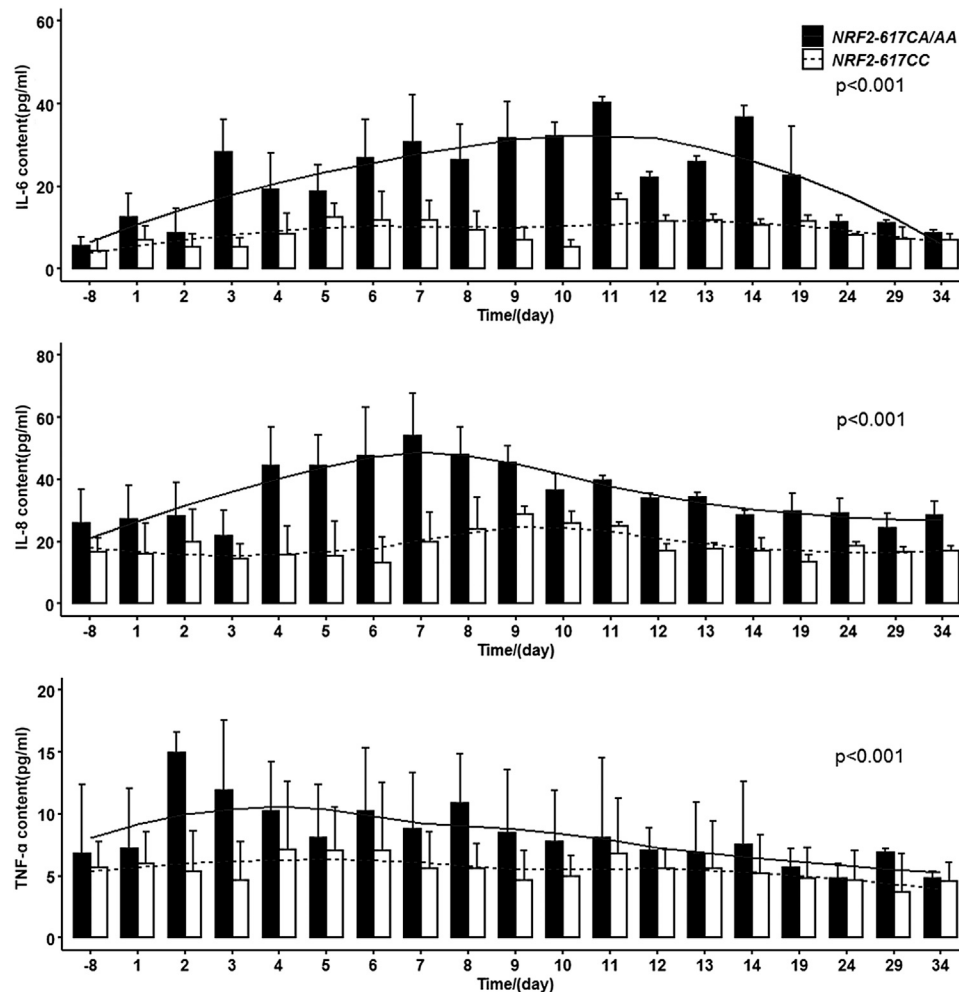 60
40
20
0
IL-6 content(pg/ml)
NRF2-617CA/AA
NRF2-617CC
p<0.001
-8 1 2 3 4 5 6 7 8 9 10 11 12 13 14 19 24 29 34
Time/(day)
80
60
40
20
0
IL-8 content(pg/ml)
p<0.001
-8 1 2 3 4 5 6 7 8 9 10 11 12 13 14 19 24 29 34
Time/(day)
20
15
10
5
0
TNF-α content(pg/ml)
p<0.001
-8 1 2 3 4 5 6 7 8 9 10 11 12 13 14 19 24 29 34
Time/(day)